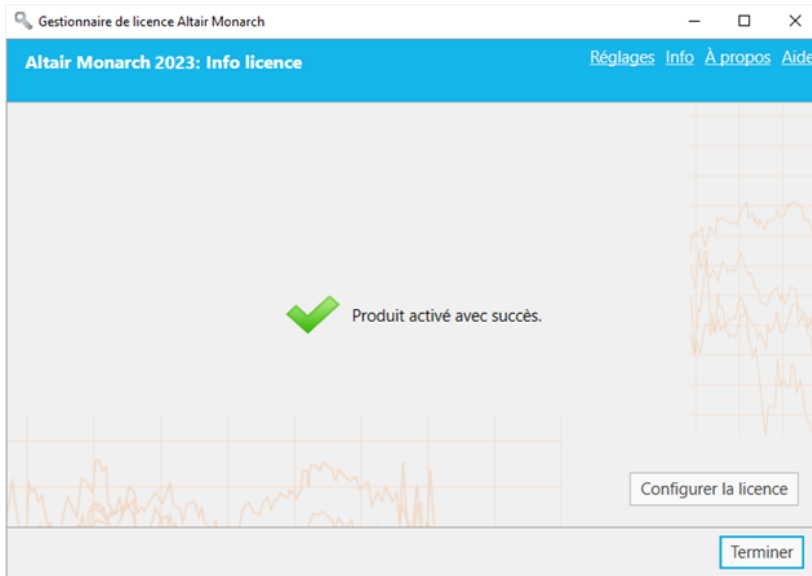 Gestionnaire de licence Altair Monarch
Altair Monarch 2023: Info licence
Réglages Info À propos Aide
Produit activé avec succès.
Configurer la licence
Terminer